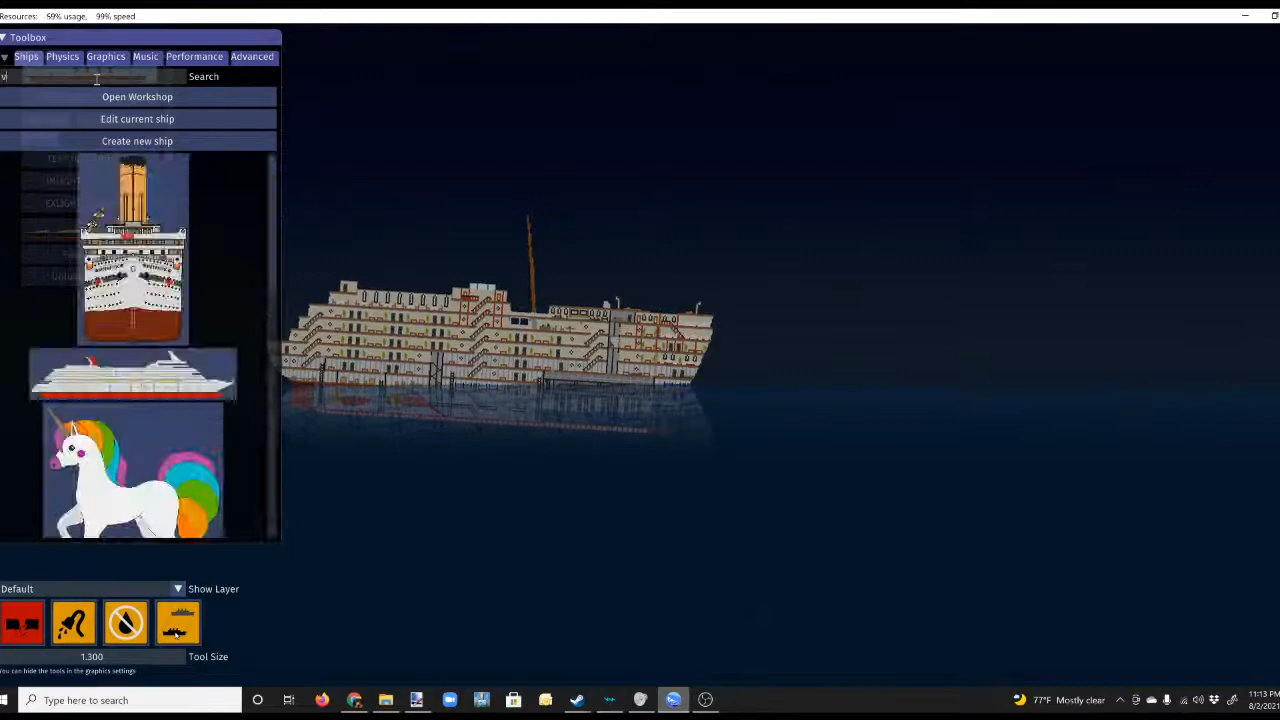 Resources: 59% usage, 99% speed
Toolbox
Ships Physics Graphics Music Performance Advanced
v Search
Open Workshop
Edit current ship
Create new ship
Default Show Layer
1.300 Tool Size
You can hide the tools in the graphics settings
Type here to search
77°F Mostly clear
11:13 PM
8/2/2021